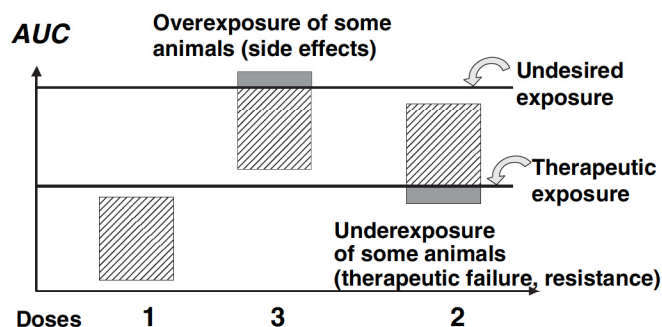 AUC
Overexposure of some
animals (side effects)
Undesired
exposure
Therapeutic
exposure
Underexposure
of some animals
(therapeutic failure, resistance)
Doses 1 3 2